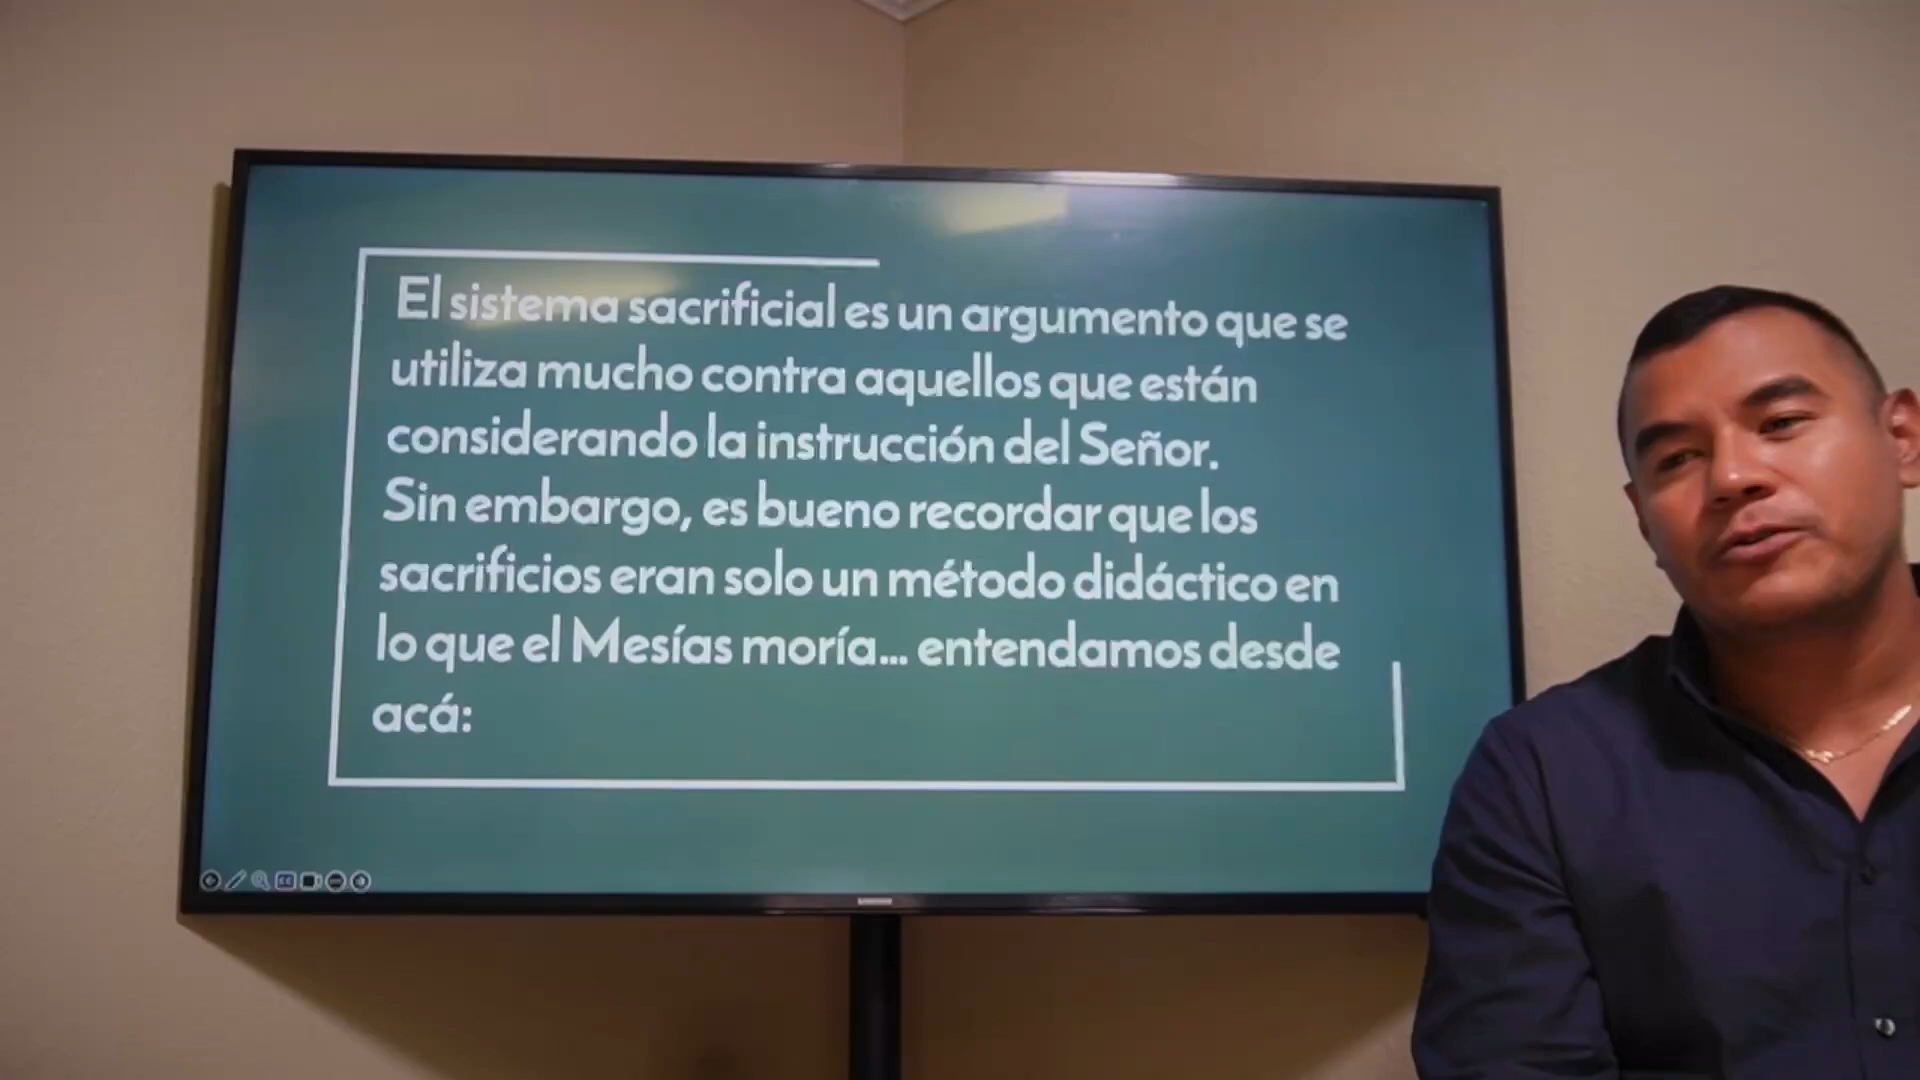 El sistema sacrificial es un argumento que se
utiliza mucho contra aquellos que están
considerando la instrucción del Señor.
Sin embargo, es bueno recordar que los
sacrificios eran solo un método didáctico en
lo que el Mesías moría... entendamos desde
acá: